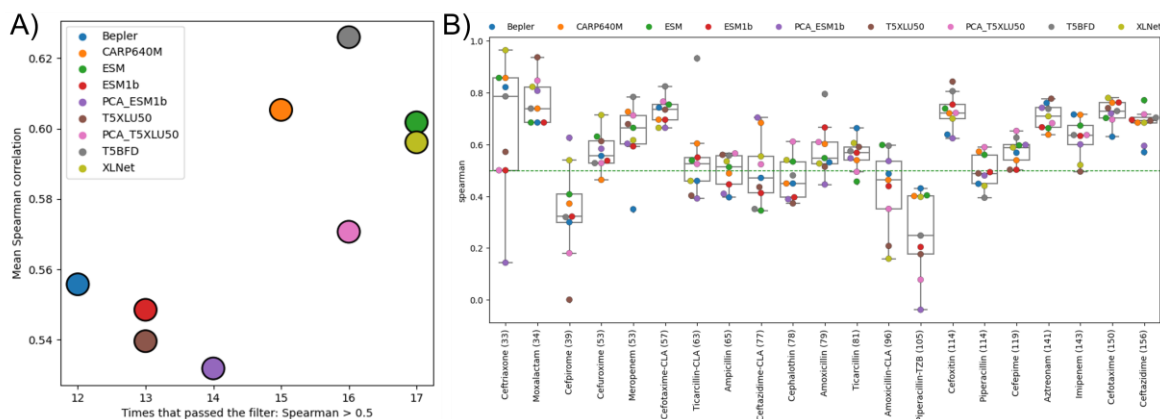 A)
Bepler
CARP640M
ESM
ESM1b
PCA_ESM1b
T5XLU50
PCA_T5XLU50
T5BFD
XLNet
Mean Spearman correlation
0.62
0.60
0.58
0.56
0.54
12 13 14 15 16 17
Times that passed the filter: Spearman > 0.5
B)
Bepler CARP640M ESM ESM1b PCA_ESM1b T5XLU50 PCA_T5XLU50 T5BFD XLNet
spearman
1.0
0.8
0.6
0.4
0.2
0.0
Ceftriaxone (33)
Moxalactam (34)
Cefpirome (39)
Cefuroxime (53)
Meropenem (53)
Cefotaxime-CLA (57)
Ticarcillin-CLA (63)
Ampicillin (65)
Ceftazidime-CLA (77)
Cephalothin (78)
Amoxicillin (79)
Ticarcillin (81)
Amoxicillin-CLA (96)
Piperacillin-TZB (105)
Cefoxitin (114)
Piperacillin (114)
Cefepime (119)
Aztreonam (141)
Imipenem (143)
Cefotaxime (150)
Ceftazidime (156)